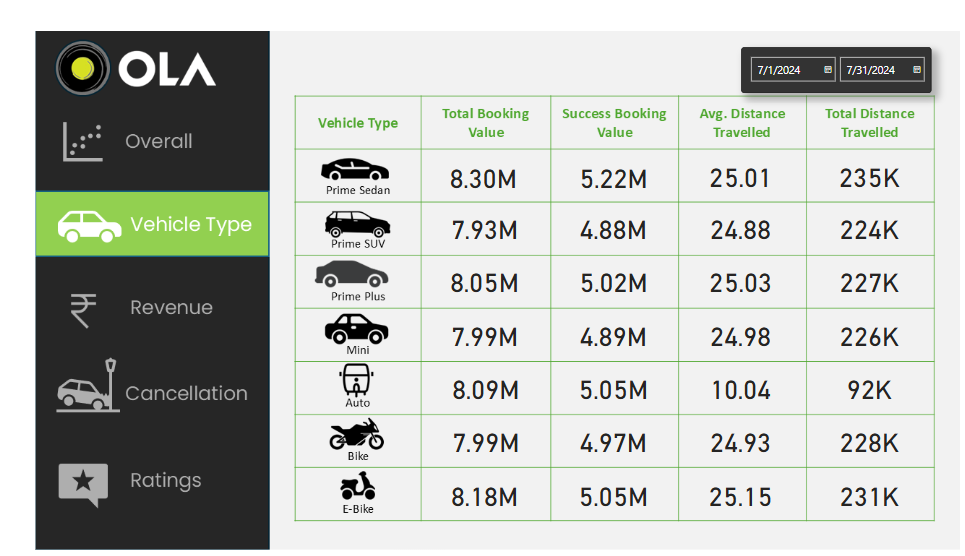 OLA
Overall
Vehicle Type
Revenue
Cancellation
Ratings
7/1/2024 7/31/2024
Vehicle Type Total Booking Value Success Booking Value Avg. Distance Travelled Total Distance Travelled
Prime Sedan 8.30M 5.22M 25.01 235K
Prime SUV 7.93M 4.88M 24.88 224K
Prime Plus 8.05M 5.02M 25.03 227K
Mini 7.99M 4.89M 24.98 226K
Auto 8.09M 5.05M 10.04 92K
Bike 7.99M 4.97M 24.93 228K
E-Bike 8.18M 5.05M 25.15 231K